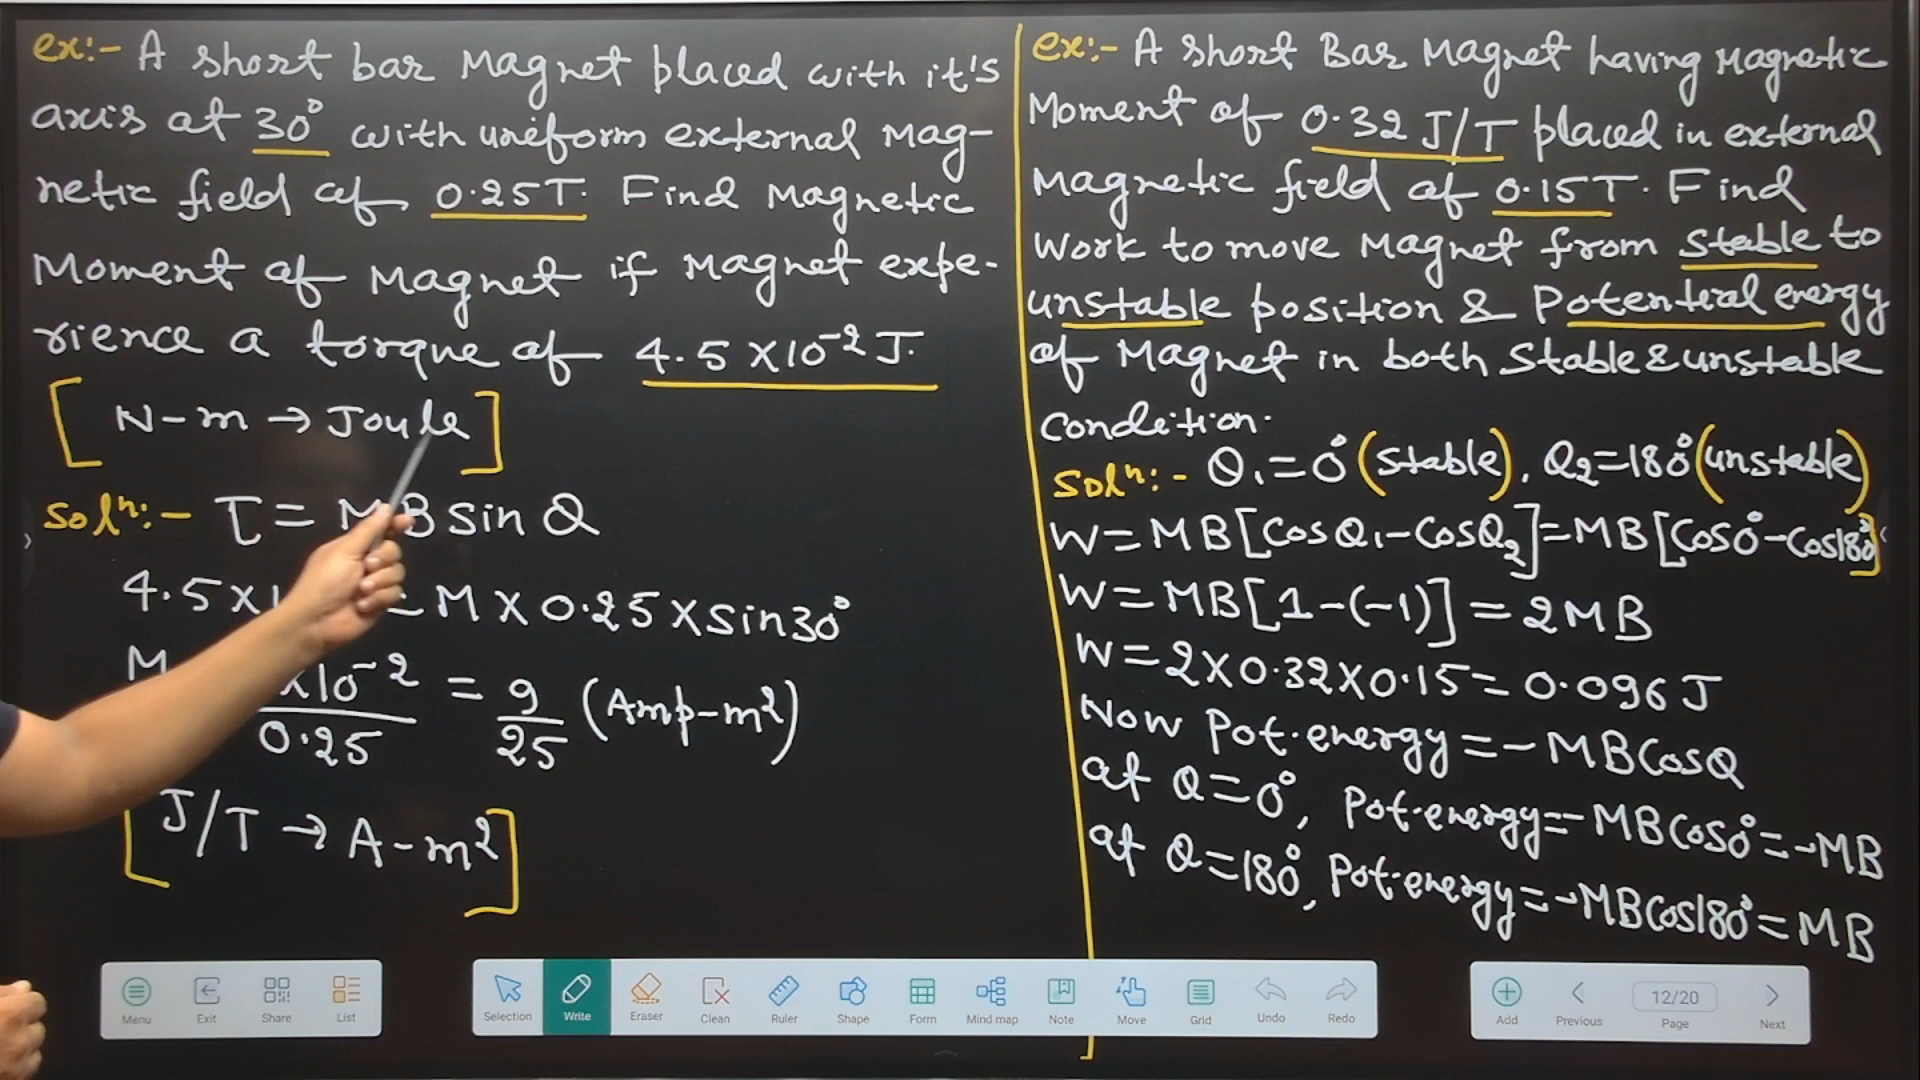 ex:- A short bar Magnet placed with it's
axis at 30° with uniform external Mag-
netic field of 0.25T. Find Magnetic
Moment of Magnet if Magnet expe-
rience a torque of 4.5 ×10⁻² J.
[ N-m → Joule ]
Solⁿ:- τ = MB sin θ
4.5×1 = M × 0.25 × sin30°
M ×10⁻² / 0.25 = 9/25 (Amp-m²)
[ J/T → A-m² ]
ex:- A short Bar Magnet having Magnetic
Moment of 0.32 J/T placed in external
Magnetic field of 0.15T. Find
Work to move Magnet from stable to
unstable position & Potential energy
of Magnet in both Stable & unstable
condition.
Solⁿ:- θ₁=0° (stable), θ₂=180° (unstable)
W=MB[cosθ₁-cosθ₂]=MB[cos0°-cos180°]
W=MB[1-(-1)]=2MB
W=2×0.32×0.15=0.096 J
Now Pot.energy=-MBcosθ
at θ=0°, Pot.energy=-MBcos0°=-MB
at θ=180°, Pot.energy=-MBcos180°=MB
Menu Exit Share List
Selection Write Eraser Clean Ruler Shape Form Mind map Note Move Grid Undo Redo
Add Previous 12/20 Page Next